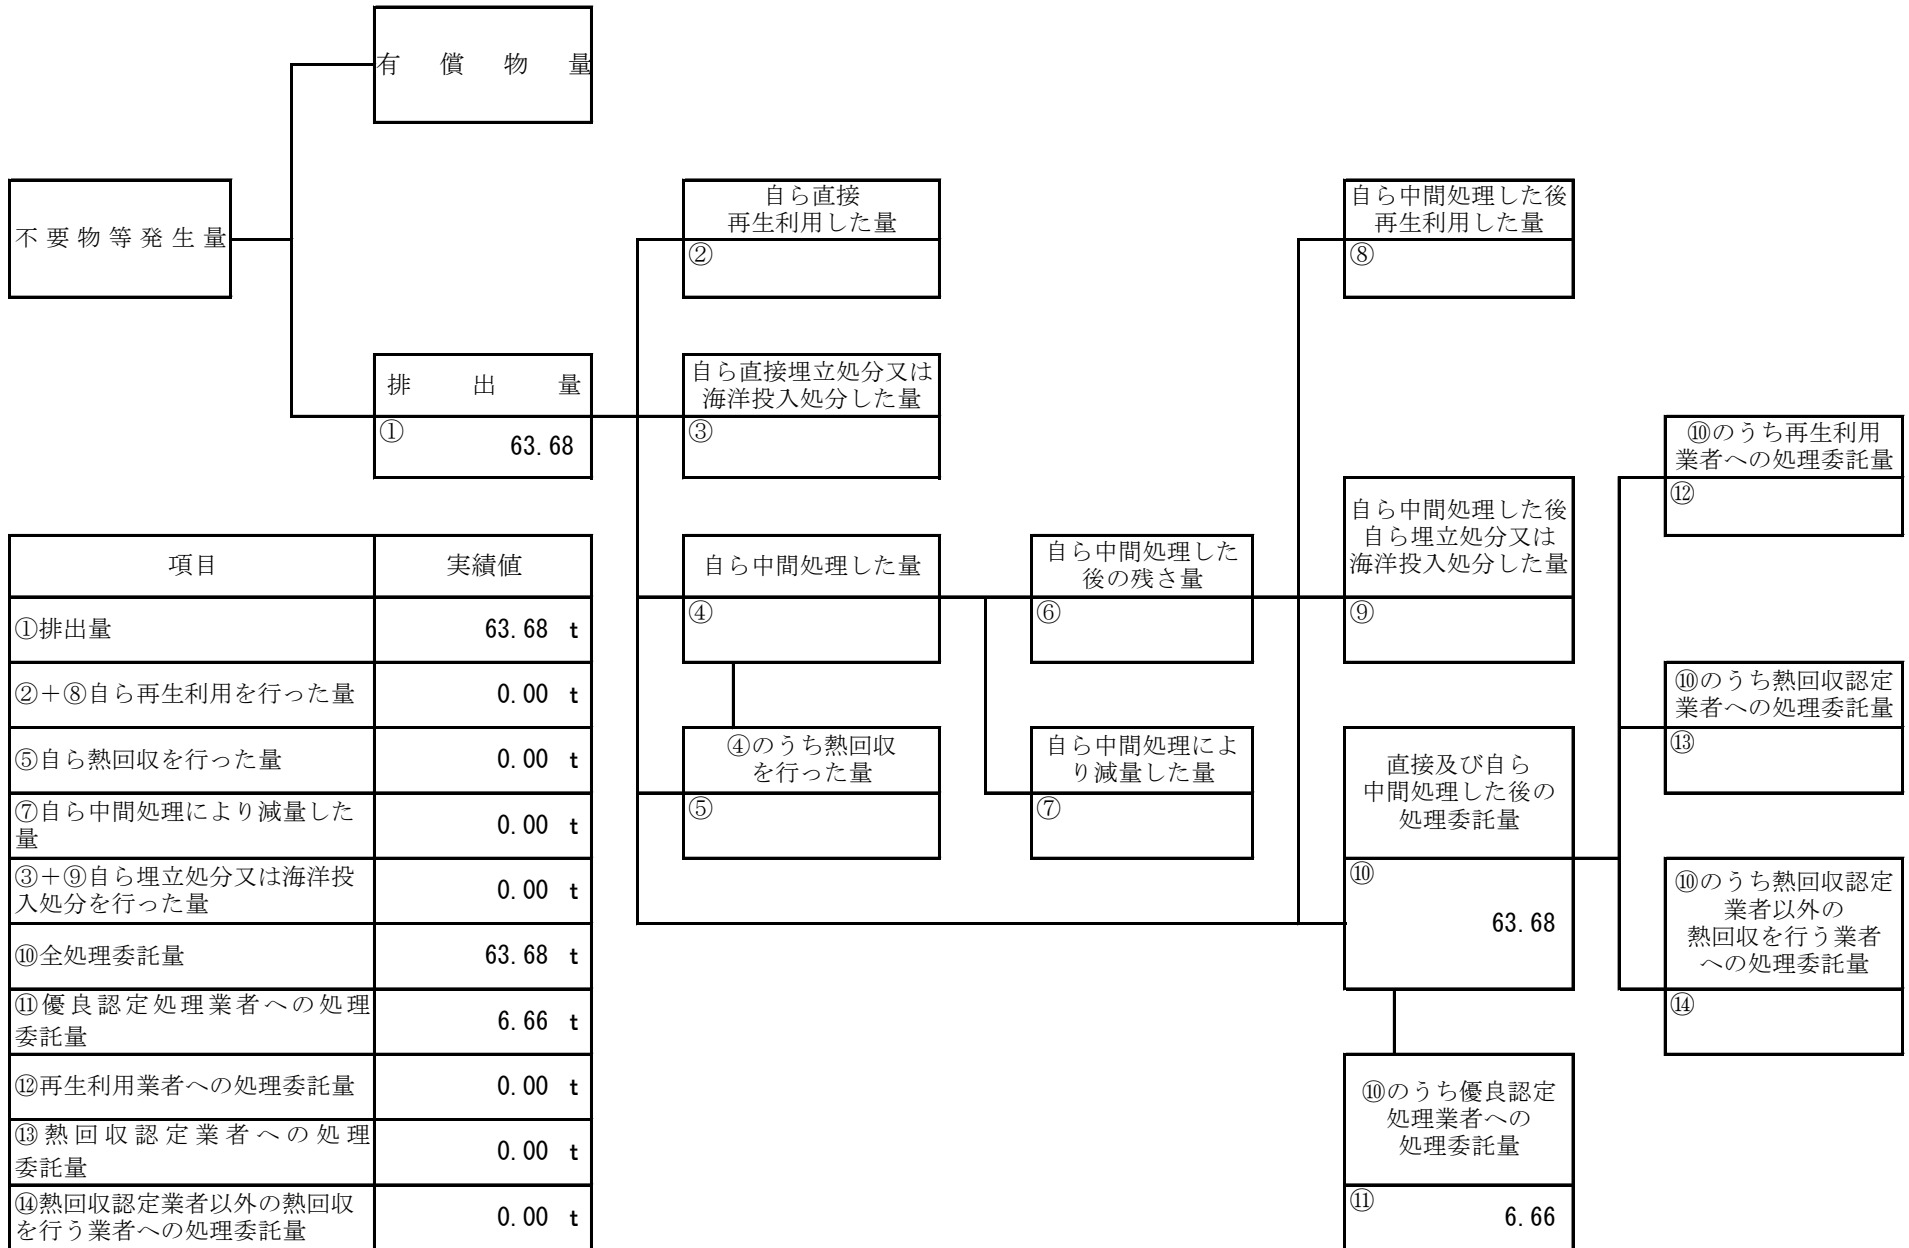 有償物量
不要物等発生量
自ら直接
再生利用した量
②
自ら中間処理した後
再生利用した量
⑧
排出量
①
63.68
自ら直接埋立処分又は
海洋投入処分した量
③
⑩のうち再生利用
業者への処理委託量
⑫
自ら中間処理した量
④
自ら中間処理した
後の残さ量
⑥
自ら中間処理した後
自ら埋立処分又は
海洋投入処分した量
⑨
⑩のうち熱回収認定
業者への処理委託量
⑬
④のうち熱回収
を行った量
⑤
自ら中間処理によ
り減量した量
⑦
直接及び自ら
中間処理した後の
処理委託量
⑩
63.68
⑩のうち熱回収認定
業者以外の
熱回収を行う業者
への処理委託量
⑭
⑩のうち優良認定
処理業者への
処理委託量
⑪
6.66
項目 実績値
①排出量 63.68 t
②＋⑧自ら再生利用を行った量 0.00 t
⑤自ら熱回収を行った量 0.00 t
⑦自ら中間処理により減量した
量 0.00 t
③＋⑨自ら埋立処分又は海洋投
入処分を行った量 0.00 t
⑩全処理委託量 63.68 t
⑪優良認定処理業者への処理
委託量 6.66 t
⑫再生利用業者への処理委託量 0.00 t
⑬熱回収認定業者への処理
委託量 0.00 t
⑭熱回収認定業者以外の熱回収
を行う業者への処理委託量 0.00 t